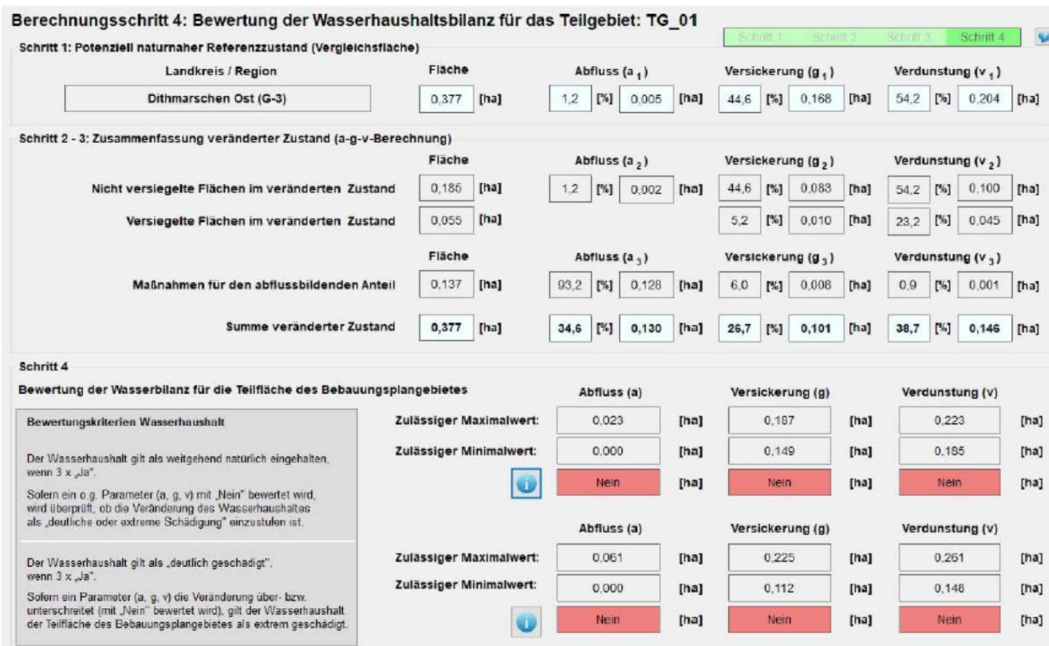 Berechnungsschritt 4: Bewertung der Wasserhaushaltsbilanz für das Teilgebiet: TG_01
Schritt 1 Schritt 2 Schritt 3 Schritt 4
Schritt 1: Potenziell naturnaher Referenzzustand (Vergleichsfläche)
Landkreis / Region Fläche Abfluss (a 1) Versickerung (g 1) Verdunstung (v 1)
Dithmarschen Ost (G-3) 0,377 [ha] 1,2 [%] 0,005 [ha] 44,6 [%] 0,168 [ha] 54,2 [%] 0,204 [ha]
Schritt 2 - 3: Zusammenfassung veränderter Zustand (a-g-v-Berechnung)
Fläche Abfluss (a 2) Versickerung (g 2) Verdunstung (v 2)
Nicht versiegelte Flächen im veränderten Zustand 0,185 [ha] 1,2 [%] 0,002 [ha] 44,6 [%] 0,083 [ha] 54,2 [%] 0,100 [ha]
Versiegelte Flächen im veränderten Zustand 0,055 [ha] 5,2 [%] 0,010 [ha] 23,2 [%] 0,045 [ha]
Fläche Abfluss (a 3) Versickerung (g 3) Verdunstung (v 3)
Maßnahmen für den abflussbildenden Anteil 0,137 [ha] 93,2 [%] 0,128 [ha] 6,0 [%] 0,008 [ha] 0,9 [%] 0,001 [ha]
Summe veränderter Zustand 0,377 [ha] 34,6 [%] 0,130 [ha] 26,7 [%] 0,101 [ha] 38,7 [%] 0,146 [ha]
Schritt 4
Bewertung der Wasserbilanz für die Teilfläche des Bebauungsplangebietes
Abfluss (a) Versickerung (g) Verdunstung (v)
Zulässiger Maximalwert: 0,023 [ha] 0,187 [ha] 0,223 [ha]
Zulässiger Minimalwert: 0,000 [ha] 0,149 [ha] 0,185 [ha]
Nein [ha] Nein [ha] Nein [ha]
Bewertungskriterien Wasserhaushalt
Der Wasserhaushalt gilt als weitgehend natürlich eingehalten,
wenn 3 x „Ja“.
Sofern ein o.g. Parameter (a, g, v) mit „Nein“ bewertet wird,
wird überprüft, ob die Veränderung des Wasserhaushaltes
als „deutliche oder extreme Schädigung“ einzustufen ist.
Der Wasserhaushalt gilt als „deutlich geschädigt“,
wenn 3 x „Ja“.
Sofern ein Parameter (a, g, v) die Veränderung über- bzw.
unterschreitet (mit „Nein“ bewertet wird), gilt der Wasserhaushalt
der Teilfläche des Bebauungsplangebietes als extrem geschädigt.
Abfluss (a) Versickerung (g) Verdunstung (v)
Zulässiger Maximalwert: 0,061 [ha] 0,225 [ha] 0,261 [ha]
Zulässiger Minimalwert: 0,000 [ha] 0,112 [ha] 0,148 [ha]
Nein [ha] Nein [ha] Nein [ha]